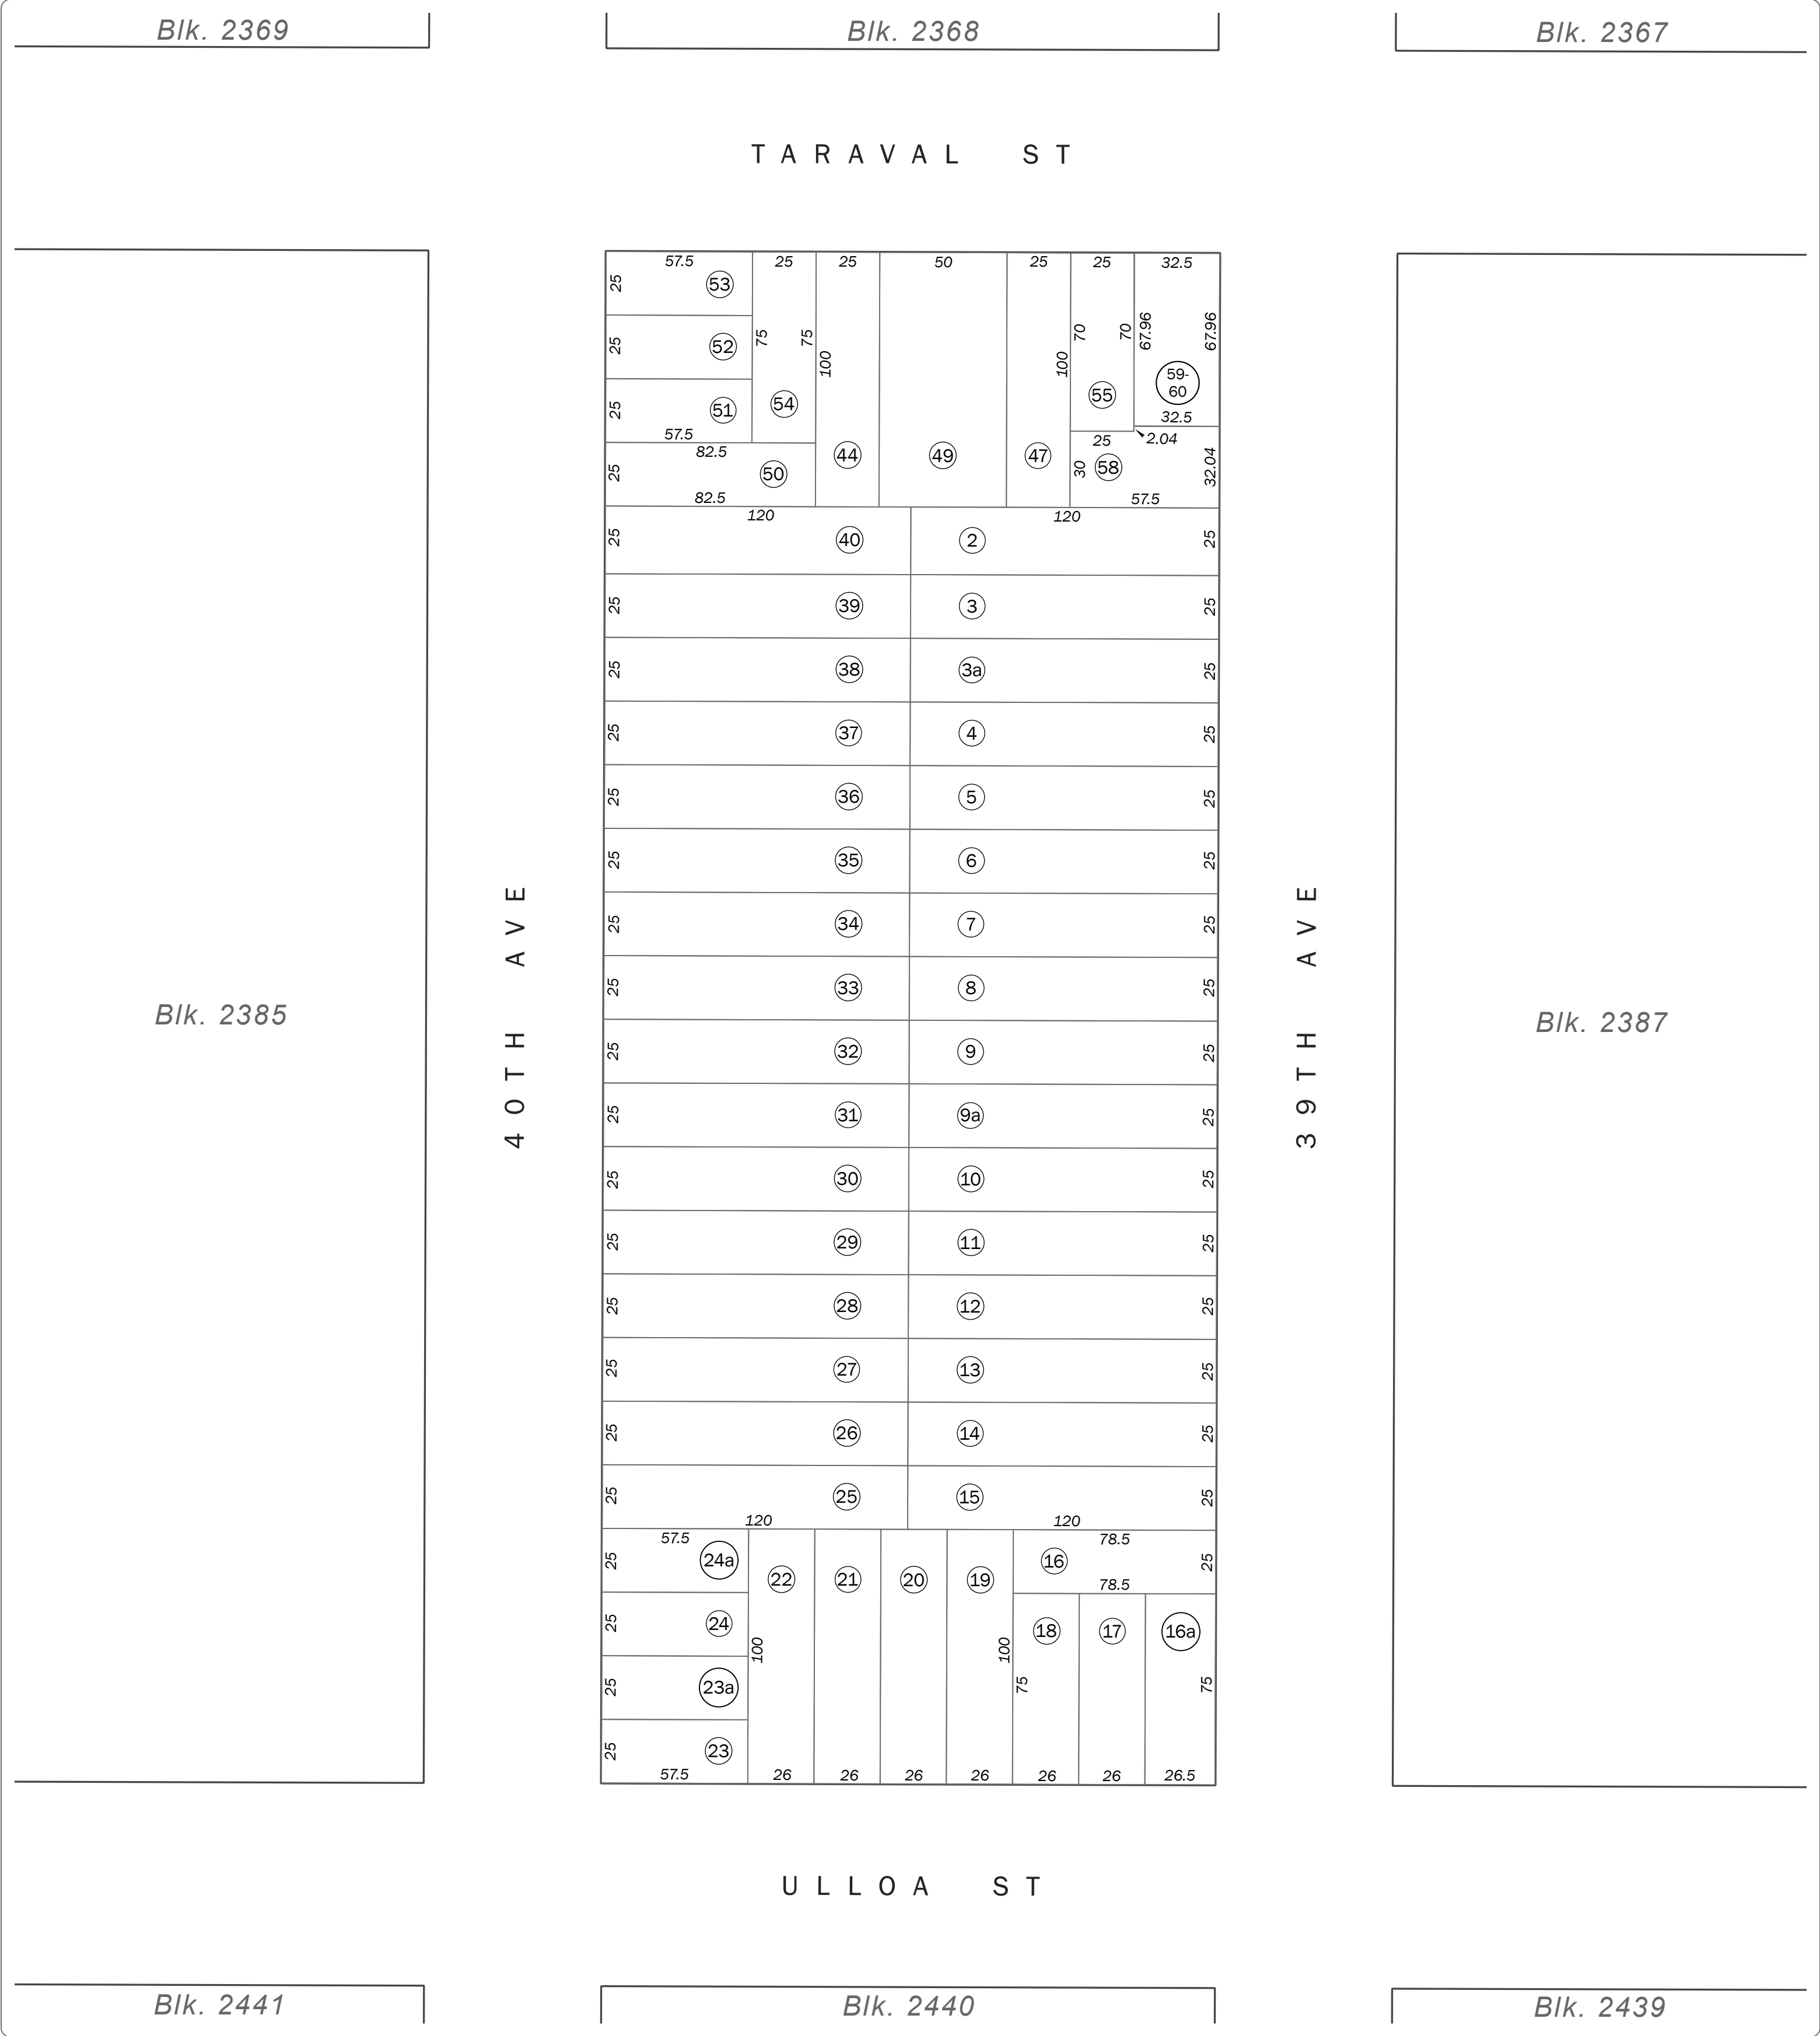 Blk. 2369
Blk. 2368
Blk. 2367
TARAVAL ST
57.5 25 25 50 25 25 32.5
25 53
75 75 70 70 67.96 67.96
25 52
100 100
59-
60
25 51 54 55
32.5
57.5
25 2.04
82.5
44 49 47
25 50 30 58 32.04
82.5 57.5
120 120
25 40 2 25
25 39 3 25
25 38 3a 25
25 37 4 25
25 36 5 25
25 35 6 25
25 34 7 25
25 33 8 25
25 32 9 25
25 31 9a 25
25 30 10 25
25 29 11 25
25 28 12 25
25 27 13 25
25 26 14 25
25 25 15 25
120 120
57.5 78.5
25 24a 16 25
22 21 20 19
78.5
25 24 18 17 16a
100 100
25 23a 75 75
25 23
57.5 26 26 26 26 26 26 26.5
40TH AVE
39TH AVE
Blk. 2385
Blk. 2387
ULLOA ST
Blk. 2441
Blk. 2440
Blk. 2439